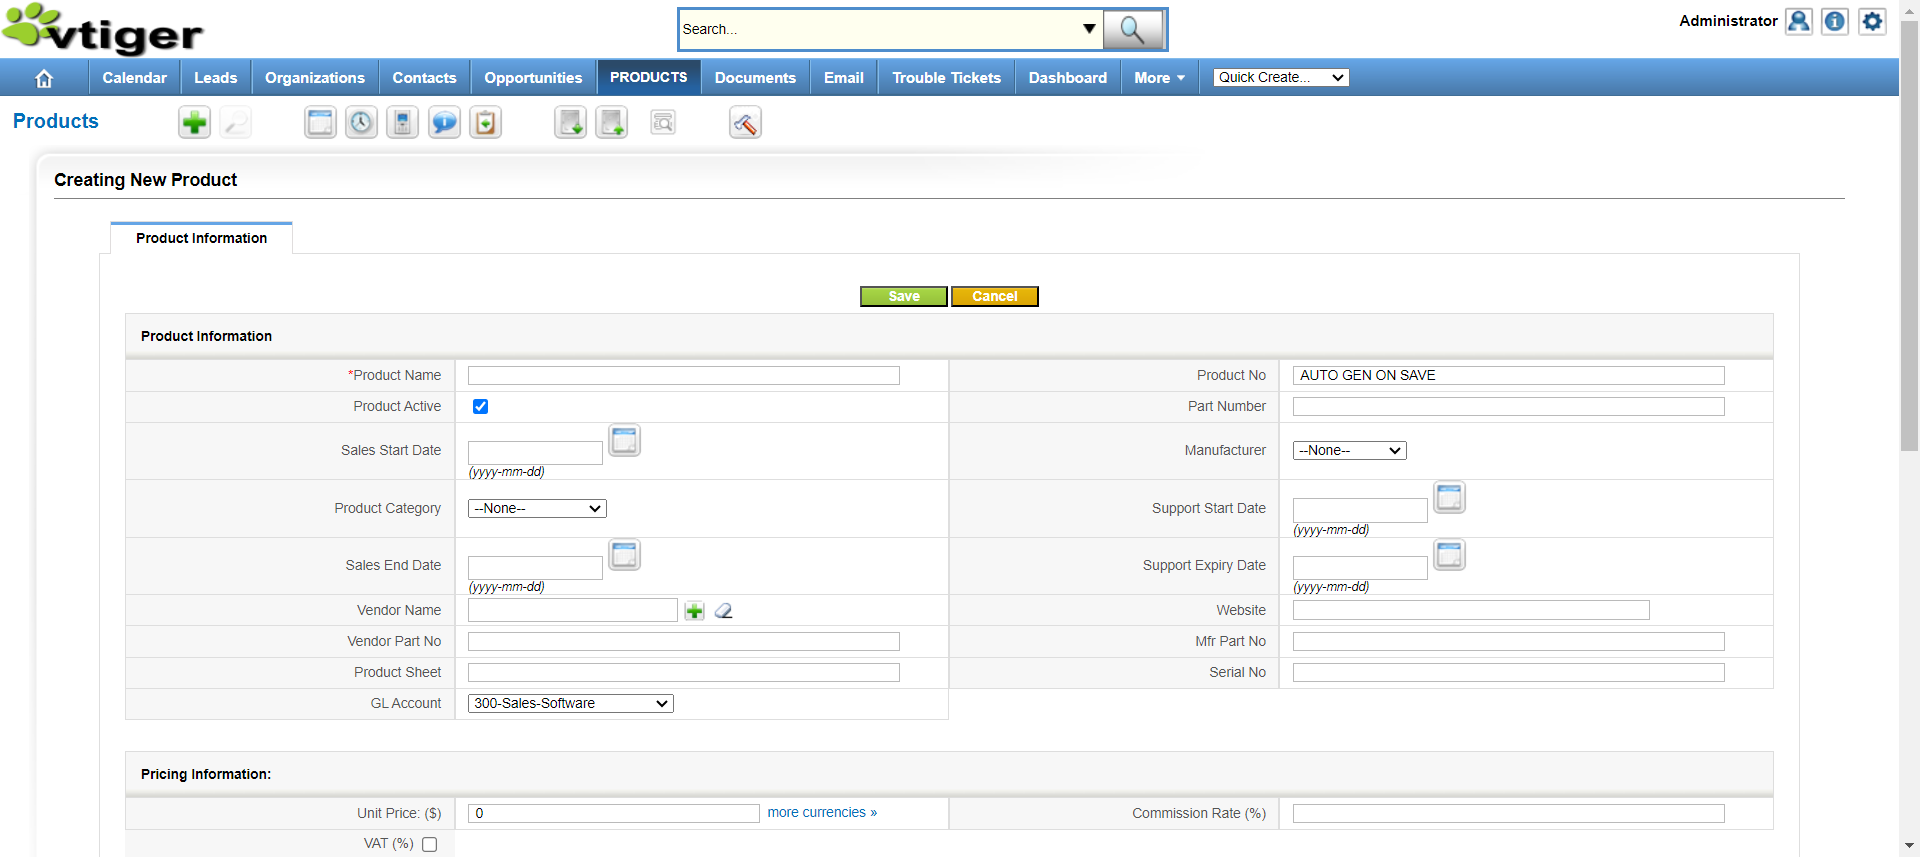 vtiger
Search...
Administrator
Calendar Leads Organizations Contacts Opportunities PRODUCTS Documents Email Trouble Tickets Dashboard More Quick Create...
Products
Creating New Product
Product Information
Save Cancel
Product Information
*Product Name Product No AUTO GEN ON SAVE
Product Active Part Number
Sales Start Date (yyyy-mm-dd) Manufacturer --None--
Product Category --None-- Support Start Date (yyyy-mm-dd)
Sales End Date (yyyy-mm-dd) Support Expiry Date (yyyy-mm-dd)
Vendor Name Website
Vendor Part No Mfr Part No
Product Sheet Serial No
GL Account 300-Sales-Software
Pricing Information:
Unit Price: ($) 0 more currencies » Commission Rate (%)
VAT (%)